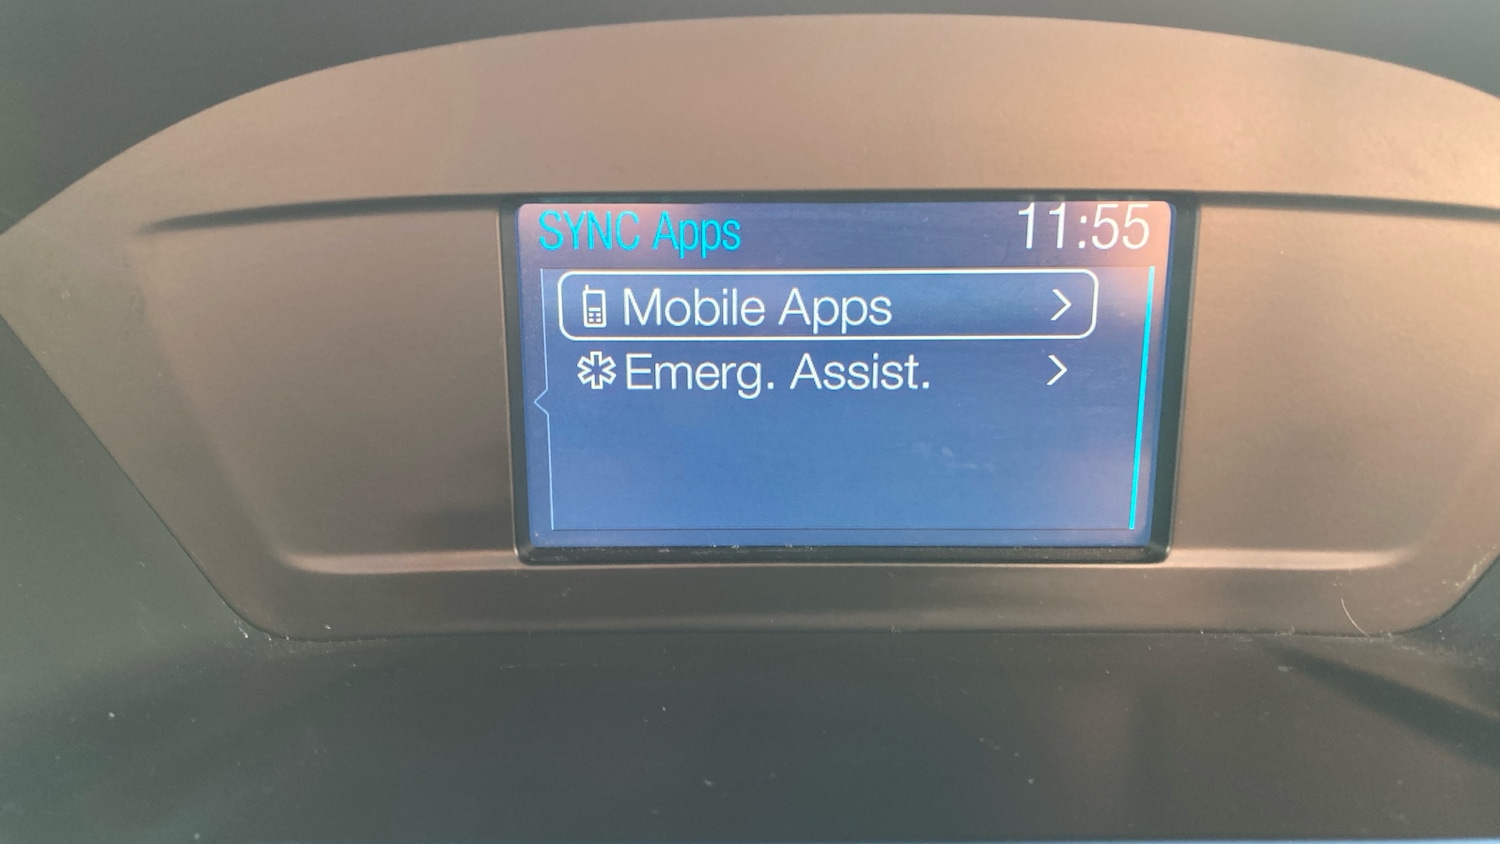 SYNC Apps 11:55
Mobile Apps
Emerg. Assist.